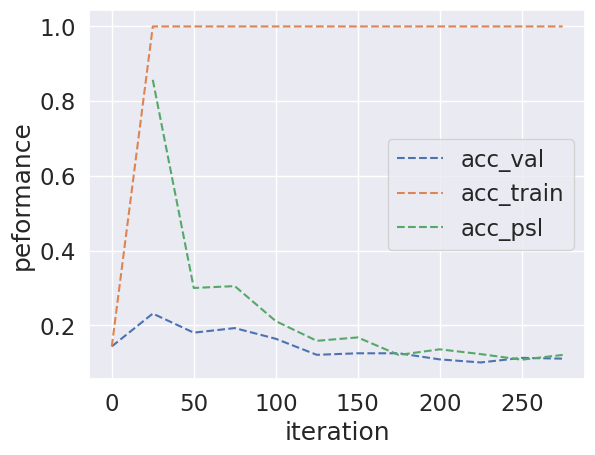 1.0
0.8
0.6
0.4
0.2
peformance
acc_val
acc_train
acc_psl
0 50 100 150 200 250
iteration